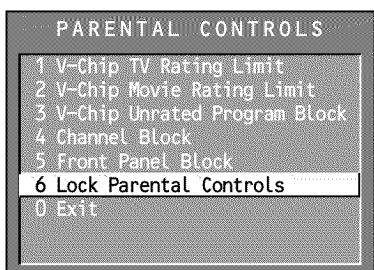 PARENTAL CONTROLS
1 V-Chip TV Rating Limit
2 V-Chip Movie Rating Limit
3 V-Chip Unrated Program Block
4 Channel Block
5 Front Panel Block
6 Lock Parental Controls
0 Exit